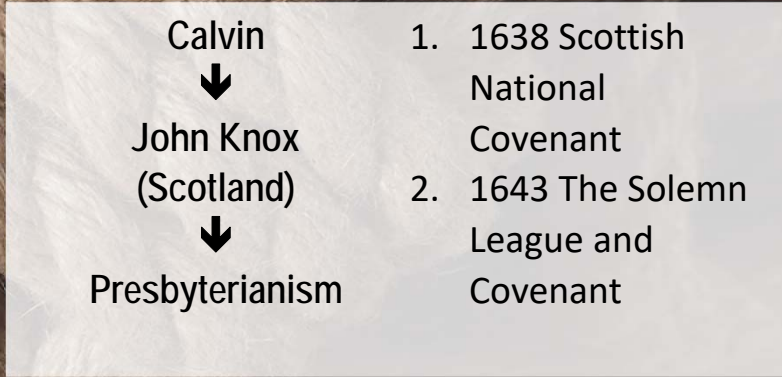 Calvin
🡻
John Knox
(Scotland)
🡻
Presbyterianism
1. 1638 Scottish
National
Covenant
2. 1643 The Solemn
League and
Covenant